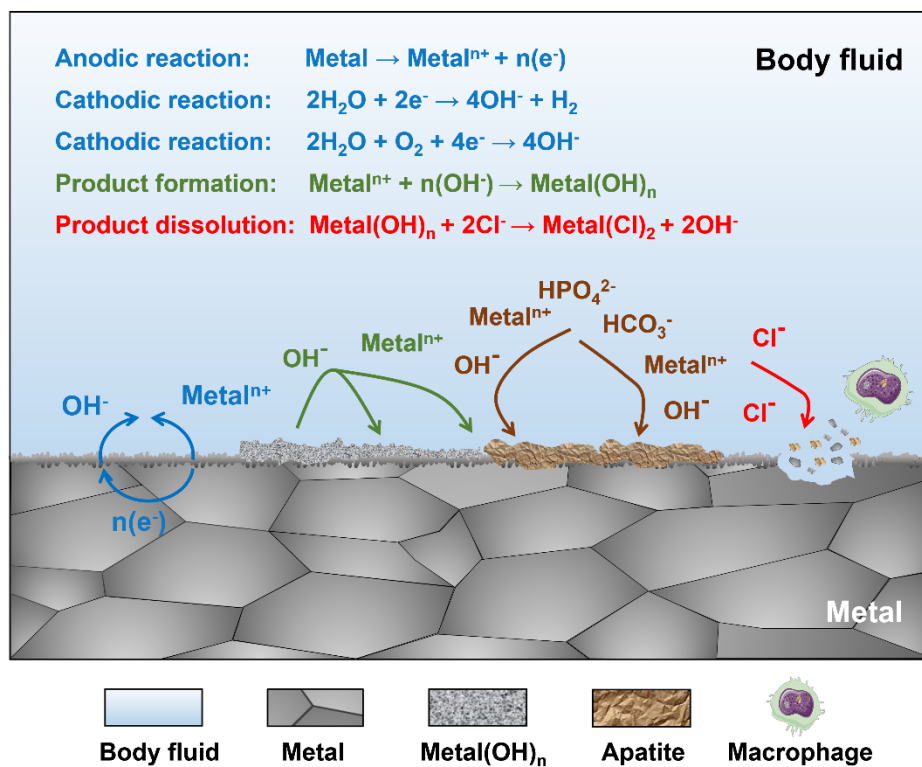 Body fluid
Anodic reaction: Metal → Metalⁿ⁺ + n(e⁻)
Cathodic reaction: 2H₂O + 2e⁻ → 4OH⁻ + H₂
Cathodic reaction: 2H₂O + O₂ + 4e⁻ → 4OH⁻
Product formation: Metalⁿ⁺ + n(OH⁻) → Metal(OH)ₙ
Product dissolution: Metal(OH)ₙ + 2Cl⁻ → Metal(Cl)₂ + 2OH⁻
OH⁻
Metalⁿ⁺
n(e⁻)
OH⁻
Metalⁿ⁺
HPO₄²⁻
Metalⁿ⁺
HCO₃⁻
OH⁻
Metalⁿ⁺
OH⁻
Cl⁻
Cl⁻
Metal
Body fluid
Metal
Metal(OH)ₙ
Apatite
Macrophage